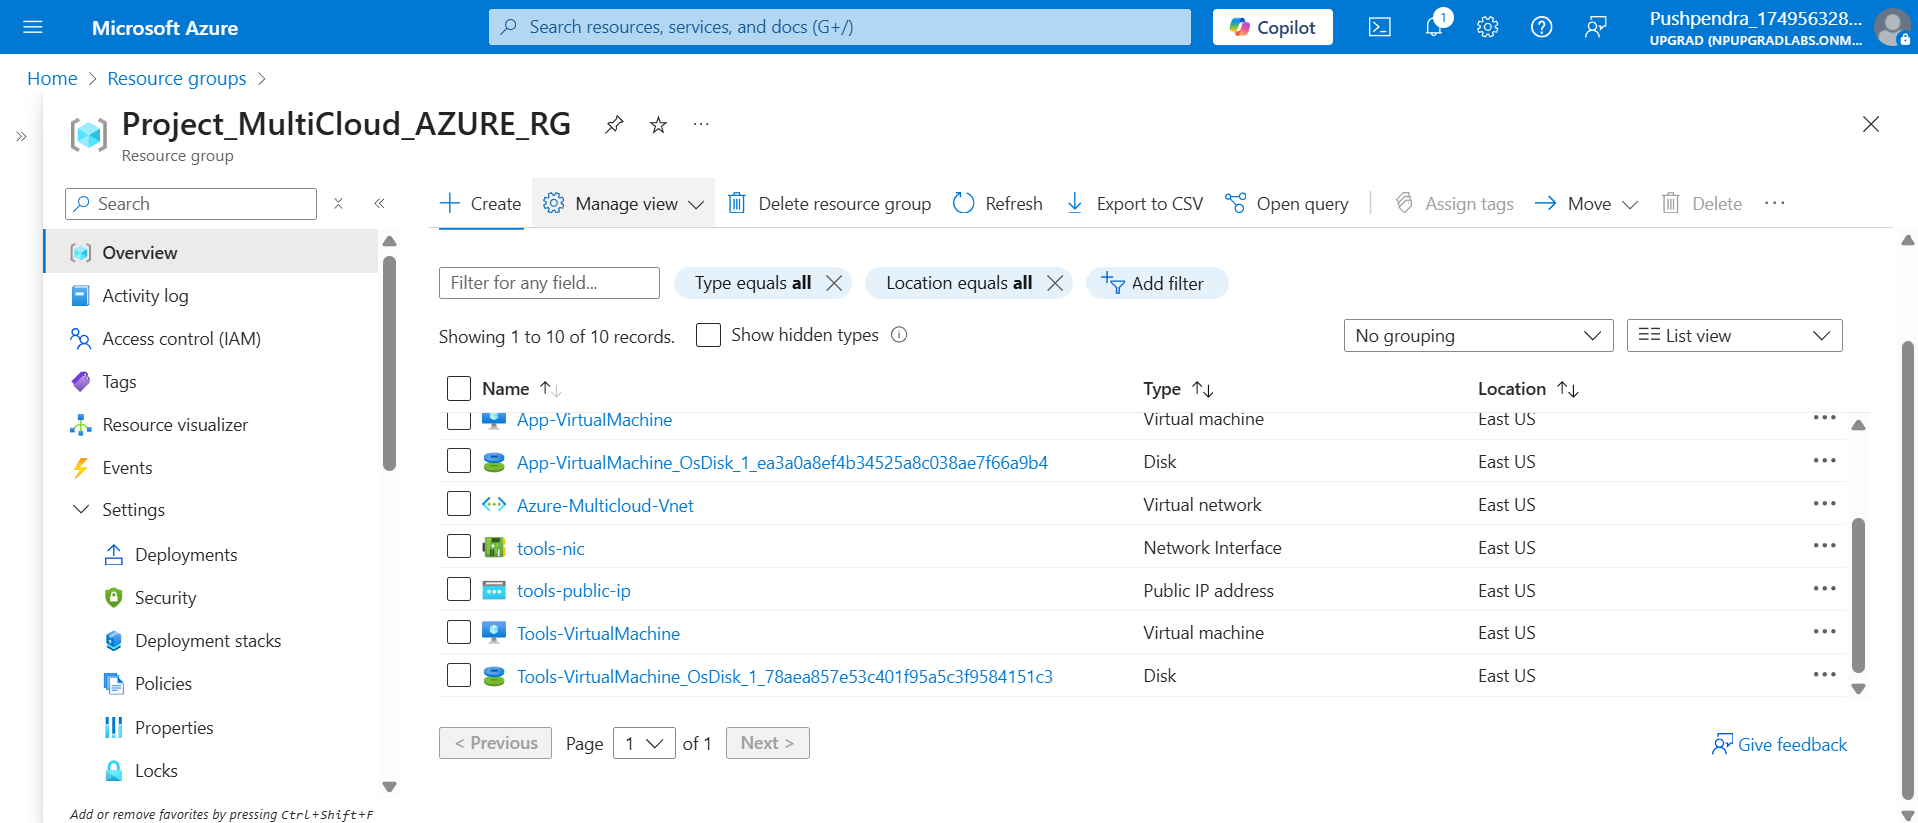 Microsoft Azure
Search resources, services, and docs (G+/)
Copilot
1
Pushpendra_174956328...
UPGRAD (NPUPGRADLABS.ONM...
Home > Resource groups >
Project_MultiCloud_AZURE_RG
Resource group
Search
Create
Manage view
Delete resource group
Refresh
Export to CSV
Open query
Assign tags
Move
Delete
Overview
Activity log
Access control (IAM)
Tags
Resource visualizer
Events
Settings
Deployments
Security
Deployment stacks
Policies
Properties
Locks
Add or remove favorites by pressing Ctrl+Shift+F
Filter for any field...
Type equals all
Location equals all
Add filter
Showing 1 to 10 of 10 records.
Show hidden types
No grouping
List view
Name Type Location
App-VirtualMachine Virtual machine East US
App-VirtualMachine_OsDisk_1_ea3a0a8ef4b34525a8c038ae7f66a9b4 Disk East US
Azure-Multicloud-Vnet Virtual network East US
tools-nic Network Interface East US
tools-public-ip Public IP address East US
Tools-VirtualMachine Virtual machine East US
Tools-VirtualMachine_OsDisk_1_78aea857e53c401f95a5c3f9584151c3 Disk East US
< Previous Page 1 of 1 Next >
Give feedback